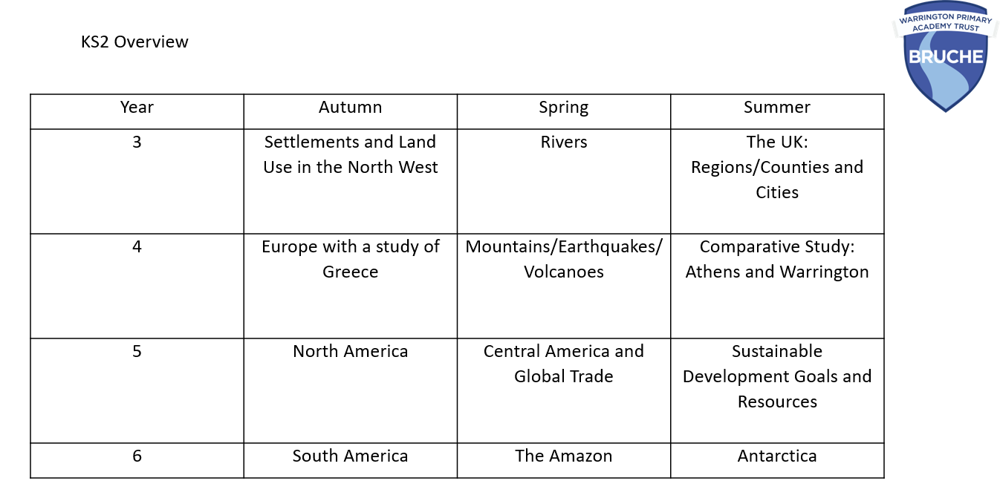 WARRINGTON PRIMARY
ACADEMY TRUST
BRUCHE
KS2 Overview
Year Autumn Spring Summer
3 Settlements and Land Rivers The UK:
Use in the North West Regions/Counties and
Cities
4 Europe with a study of Mountains/Earthquakes/ Comparative Study:
Greece Volcanoes Athens and Warrington
5 North America Central America and Sustainable
Global Trade Development Goals and
Resources
6 South America The Amazon Antarctica